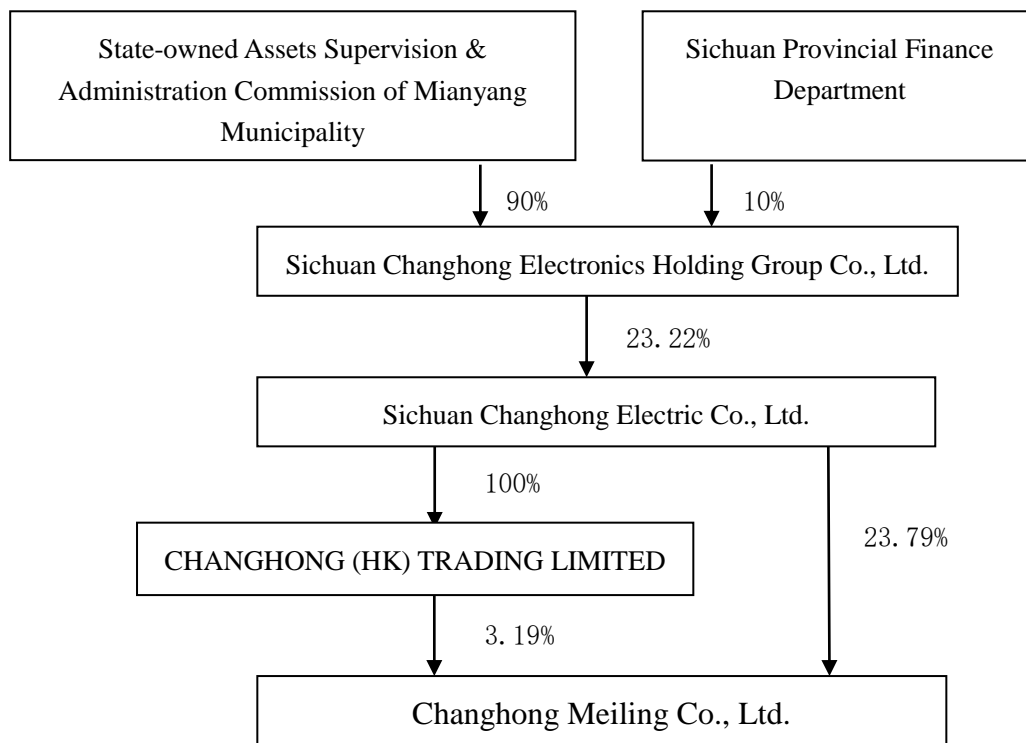 State-owned Assets Supervision &
Administration Commission of Mianyang
Municipality
Sichuan Provincial Finance
Department
90%
10%
Sichuan Changhong Electronics Holding Group Co., Ltd.
23.22%
Sichuan Changhong Electric Co., Ltd.
100%
23.79%
CHANGHONG (HK) TRADING LIMITED
3.19%
Changhong Meiling Co., Ltd.